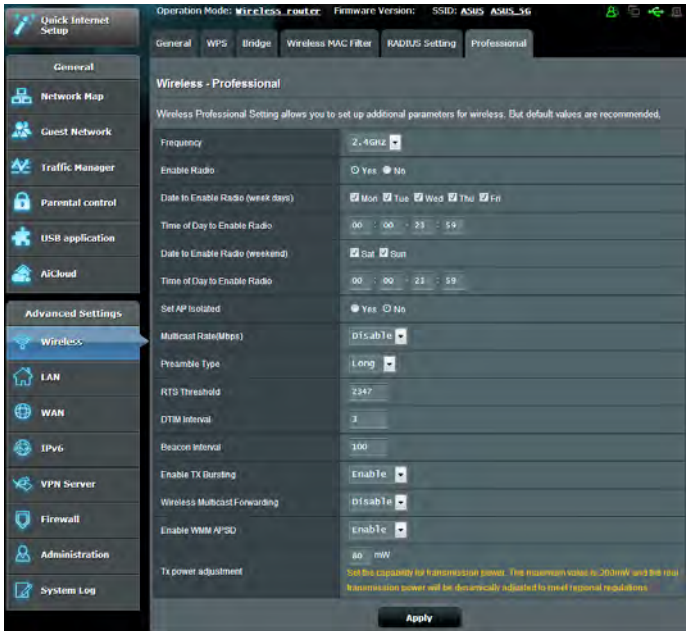 Quick Internet
Setup
Operation Mode: Wireless router Firmware Version: SSID: ASUS ASUS_5G
General WPS Bridge Wireless MAC Filter RADIUS Setting Professional
General
Network Map
Guest Network
Traffic Manager
Parental control
USB application
AiCloud
Advanced Settings
Wireless
LAN
WAN
IPv6
VPN Server
Firewall
Administration
System Log
Wireless - Professional
Wireless Professional Setting allows you to set up additional parameters for wireless. But default values are recommended.
Frequency 2.4GHz
Enable Radio Yes No
Date to Enable Radio (week days) Mon Tue Wed Thu Fri
Time of Day to Enable Radio 00 : 00 - 23 : 59
Date to Enable Radio (weekend) Sat Sun
Time of Day to Enable Radio 00 : 00 - 23 : 59
Set AP Isolated Yes No
Multicast Rate(Mbps) Disable
Preamble Type Long
RTS Threshold 2347
DTIM Interval 3
Beacon Interval 100
Enable TX Bursting Enable
Wireless Multicast Forwarding Disable
Enable WMM APSD Enable
Tx power adjustment 80 mW
Set the capability for transmission power. The maximum value is 200mW and the real
transmission power will be dynamically adjusted to meet regional regulations
Apply